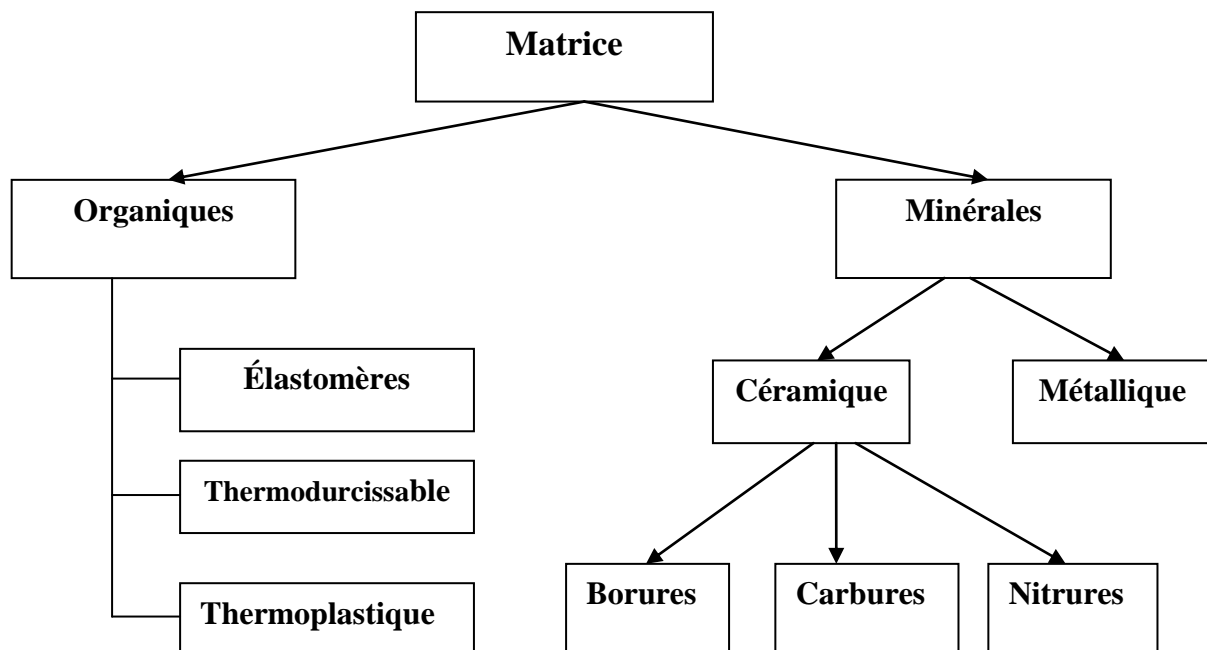 Matrice
Organiques
Minérales
Élastomères
Céramique
Métallique
Thermodurcissable
Borures
Carbures
Nitrures
Thermoplastique